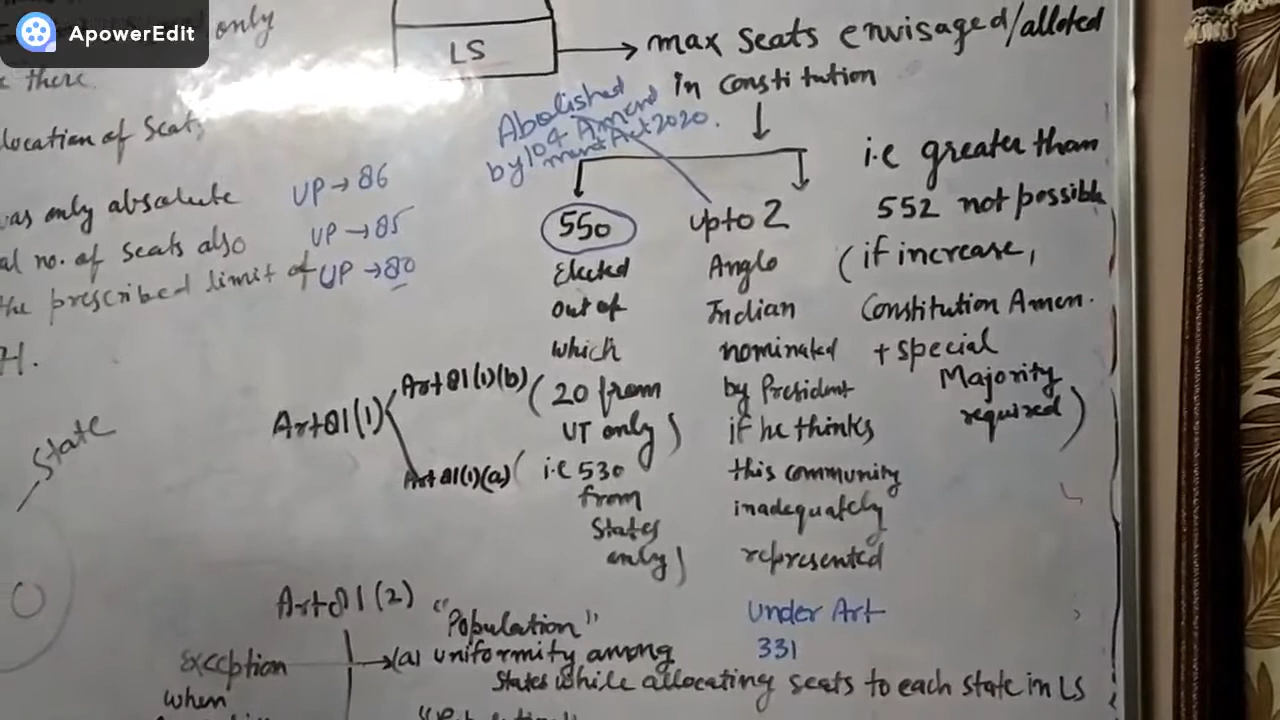 ApowerEdit
only
there.
location of Seats
was only absolute
al no. of seats also
the prescribed limit of
H.
State
UP → 86
UP → 85
UP → 80
LS → max seats envisaged/alloted
in constitution
Abolished
by 104 Amend
ment Act 2020.
550
Elected
out of
which
(20 from
UT only)
(i.e 530
from
States
only)
upto 2
Anglo
Indian
nominated
by President
if he thinks
this community
inadequately
represented
under Art
331
i.e greater than
552 not possible
(if increase,
Constitution Amen.
+ special
Majority
required)
Art 81(1)
Art 81(1)(b)
Art 81(1)(a)
Art 81(2)
Exception
when
"Population"
→ (a) uniformity among
States while allocating seats to each state in LS